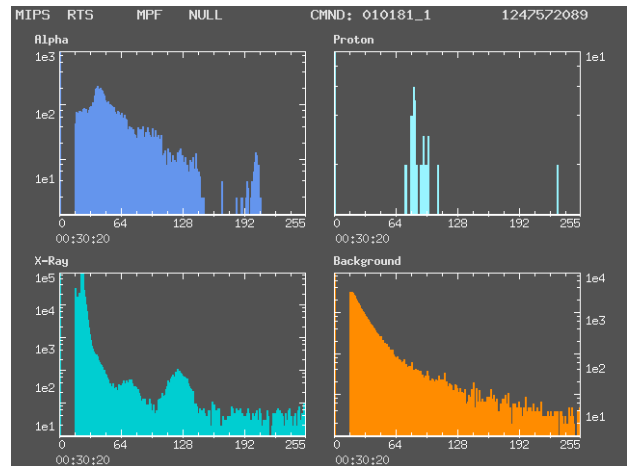 MIPS RTS MPF NULL CMND: 010181_1 1247572089
Alpha Proton
1e3 1e1
1e2
1e1
0 64 128 192 255 0 64 128 192 255
00:30:20 00:30:20
X-Ray Background
1e5 1e4
1e4
1e3 1e3
1e2 1e2
1e1 1e1
0 64 128 192 255 0 64 128 192 255
00:30:20 00:30:20